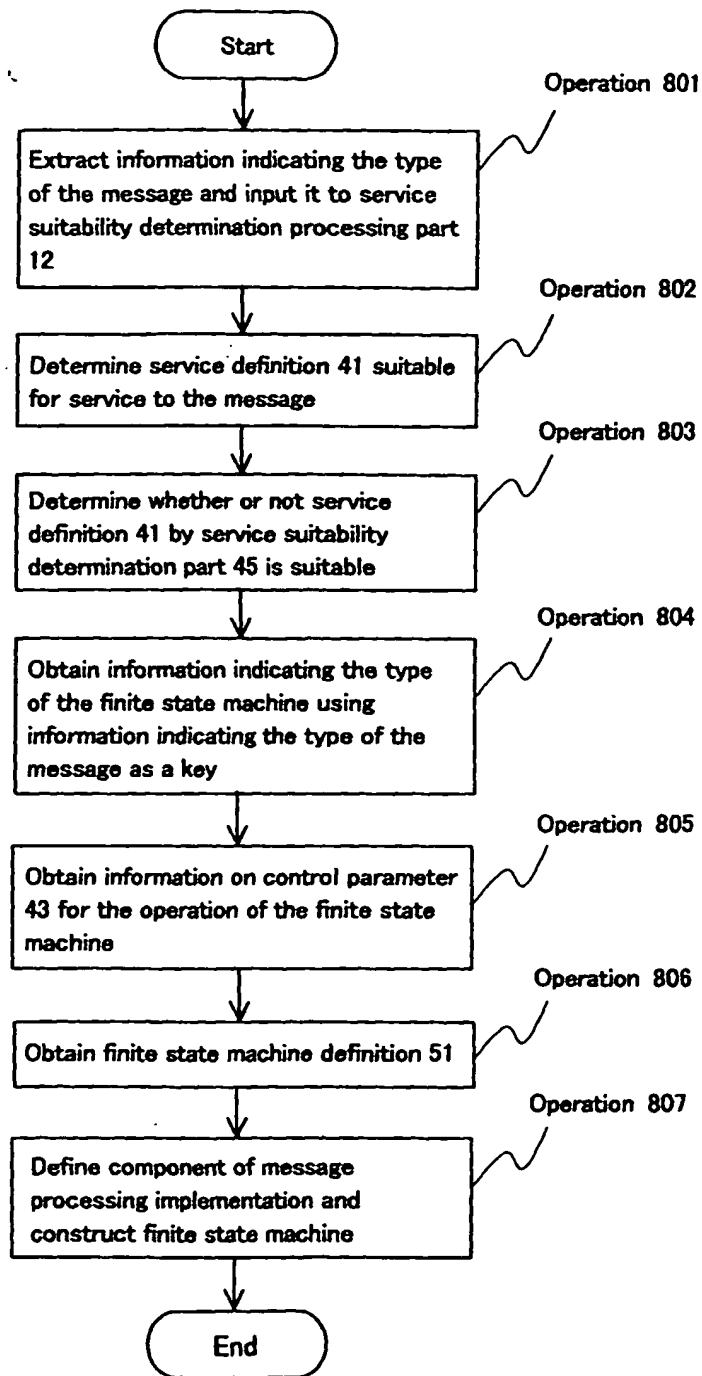 Start
Operation 801
Extract information indicating the type
of the message and input it to service
suitability determination processing part
12
Operation 802
Determine service definition 41 suitable
for service to the message
Operation 803
Determine whether or not service
definition 41 by service suitability
determination part 45 is suitable
Operation 804
Obtain information indicating the type
of the finite state machine using
information indicating the type of the
message as a key
Operation 805
Obtain information on control parameter
43 for the operation of the finite state
machine
Operation 806
Obtain finite state machine definition 51
Operation 807
Define component of message
processing implementation and
construct finite state machine
End